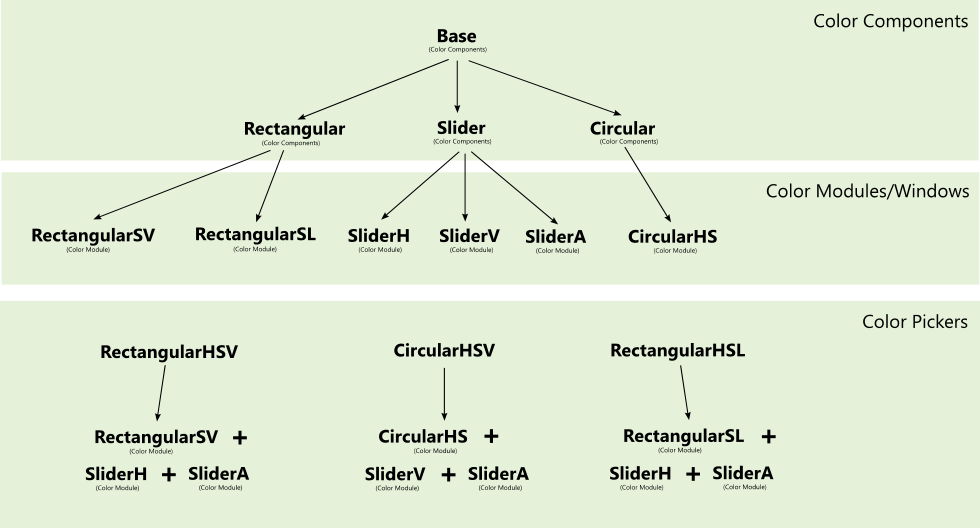 Color Components
Base
(Color Components)
Rectangular
(Color Components)
Slider
(Color Components)
Circular
(Color Components)
Color Modules/Windows
RectangularSV
(Color Module)
RectangularSL
(Color Module)
SliderH
(Color Module)
SliderV
(Color Module)
SliderA
(Color Module)
CircularHS
(Color Module)
Color Pickers
RectangularHSV
CircularHSV
RectangularHSL
RectangularSV +
(Color Module)
SliderH + SliderA
(Color Module) (Color Module)
CircularHS +
(Color Module)
SliderV + SliderA
(Color Module) (Color Module)
RectangularSL +
(Color Module)
SliderH + SliderA
(Color Module) (Color Module)